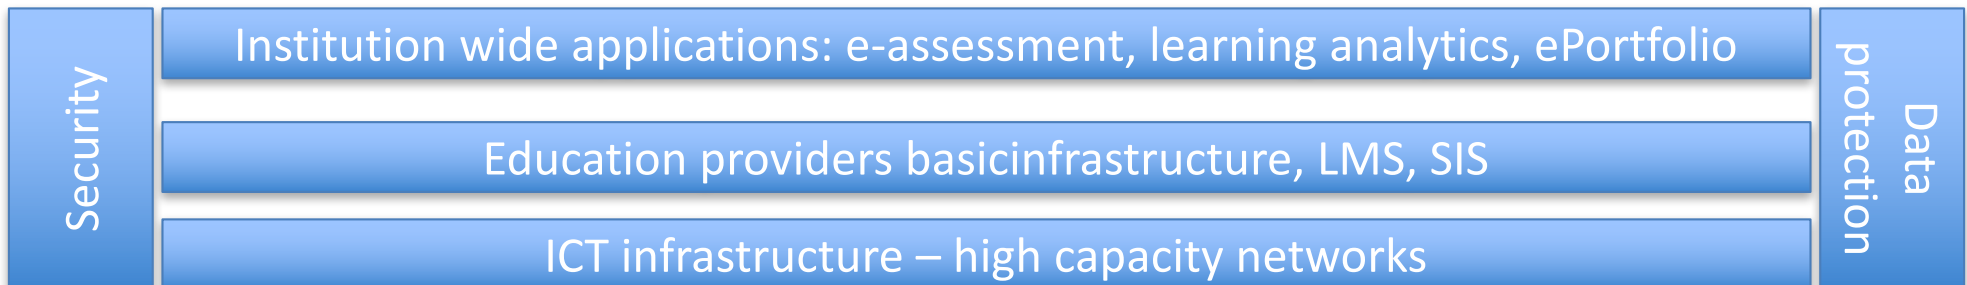 Security
Institution wide applications: e-assessment, learning analytics, ePortfolio
Education providers basicinfrastructure, LMS, SIS
ICT infrastructure – high capacity networks
Data
protection